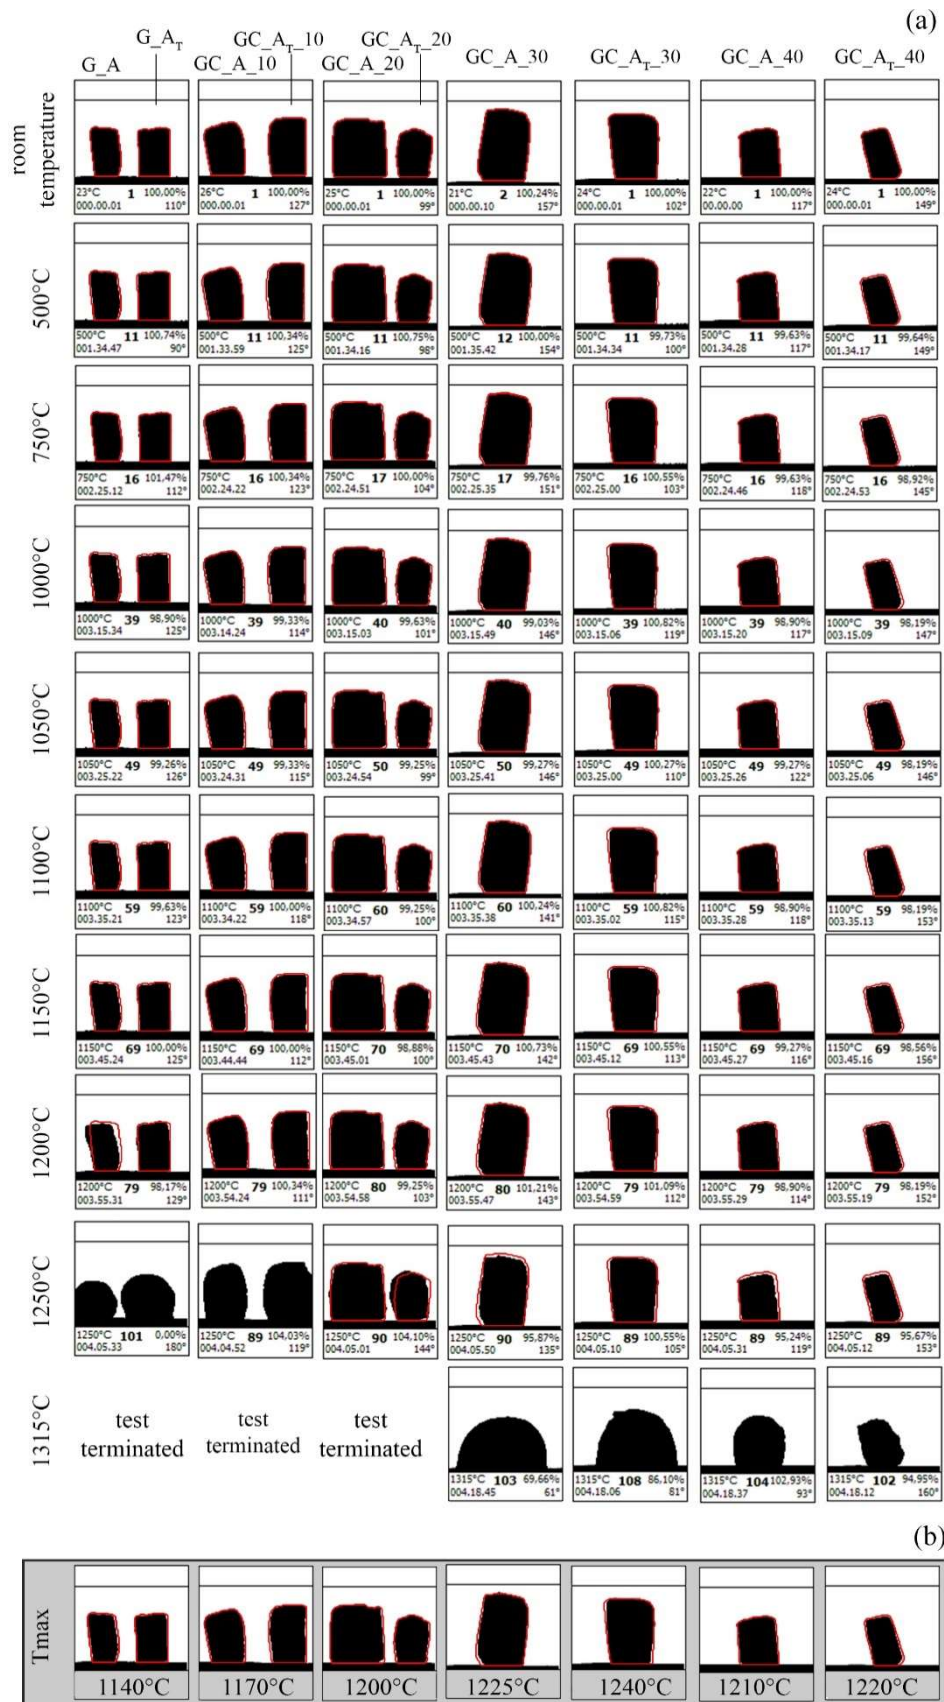 (a)
G_A G_A_T GC_A_10 GC_A_T_10 GC_A_20 GC_A_T_20 GC_A_30 GC_A_T_30 GC_A_40 GC_A_T_40
room temperature
23°C 1 100,00%
000.00.01 110°
26°C 1 100,00%
000.00.01 127°
25°C 1 100,00%
000.00.01 99°
21°C 2 100,24%
000.00.10 157°
24°C 1 100,00%
000.00.01 102°
22°C 1 100,00%
000.00.00 117°
24°C 1 100,00%
000.00.01 149°
500°C
500°C 11 100,74%
001.34.47 90°
500°C 11 100,34%
001.33.59 125°
500°C 11 100,75%
001.34.16 98°
500°C 12 100,00%
001.35.42 154°
500°C 11 99,73%
001.34.34 100°
500°C 11 99,63%
001.34.28 117°
500°C 11 99,64%
001.34.17 149°
750°C
750°C 16 101,47%
002.25.12 112°
750°C 16 100,34%
002.24.22 123°
750°C 17 100,00%
002.24.51 104°
750°C 17 99,76%
002.25.35 151°
750°C 16 100,55%
002.25.00 103°
750°C 16 99,63%
002.24.46 118°
750°C 16 98,92%
002.24.53 145°
1000°C
1000°C 39 98,90%
003.15.34 125°
1000°C 39 99,33%
003.14.24 114°
1000°C 40 99,63%
003.15.03 101°
1000°C 40 99,03%
003.15.49 146°
1000°C 39 100,82%
003.15.06 119°
1000°C 39 98,90%
003.15.20 117°
1000°C 39 98,19%
003.15.09 147°
1050°C
1050°C 49 99,26%
003.25.22 126°
1050°C 49 99,33%
003.24.31 115°
1050°C 50 99,25%
003.24.54 99°
1050°C 50 99,27%
003.25.41 146°
1050°C 49 100,27%
003.25.00 110°
1050°C 49 99,27%
003.25.26 122°
1050°C 49 98,19%
003.25.06 146°
1100°C
1100°C 59 99,63%
003.35.21 123°
1100°C 59 100,00%
003.34.22 118°
1100°C 60 99,25%
003.34.57 100°
1100°C 60 100,24%
003.35.38 141°
1100°C 59 100,82%
003.35.02 115°
1100°C 59 98,90%
003.35.28 118°
1100°C 59 98,19%
003.35.13 153°
1150°C
1150°C 69 100,00%
003.45.24 125°
1150°C 69 100,00%
003.44.44 112°
1150°C 70 98,88%
003.45.01 100°
1150°C 70 100,73%
003.45.43 142°
1150°C 69 100,55%
003.45.12 113°
1150°C 69 99,27%
003.45.27 116°
1150°C 69 98,56%
003.45.16 156°
1200°C
1200°C 79 98,17%
003.55.31 129°
1200°C 79 100,34%
003.54.24 111°
1200°C 80 99,25%
003.54.58 103°
1200°C 80 101,21%
003.55.47 143°
1200°C 79 101,09%
003.54.59 112°
1200°C 79 98,90%
003.55.29 114°
1200°C 79 98,19%
003.55.19 152°
1250°C
1250°C 101 0,00%
004.05.33 180°
1250°C 89 104,03%
004.04.52 119°
1250°C 90 104,10%
004.05.01 144°
1250°C 90 95,87%
004.05.50 135°
1250°C 89 100,55%
004.05.10 105°
1250°C 89 95,24%
004.05.31 119°
1250°C 89 95,67%
004.05.12 153°
1315°C
test
terminated
test
terminated
test
terminated
1315°C 103 69,66%
004.18.45 61°
1315°C 108 86,10%
004.18.06 81°
1315°C 104 102,93%
004.18.37 93°
1315°C 102 94,95%
004.18.12 160°
(b)
Tmax
1140°C 1170°C 1200°C 1225°C 1240°C 1210°C 1220°C